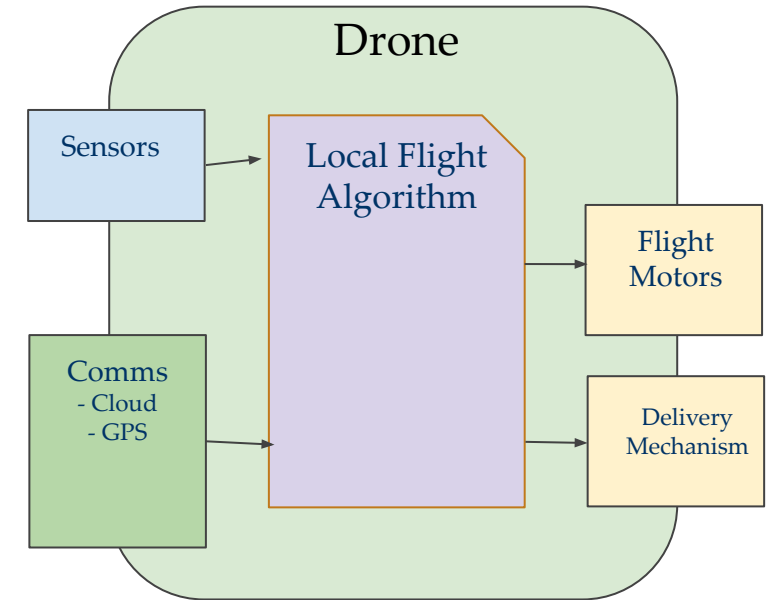 Drone
Sensors
Local Flight
Algorithm
Flight
Motors
Comms
- Cloud
- GPS
Delivery
Mechanism